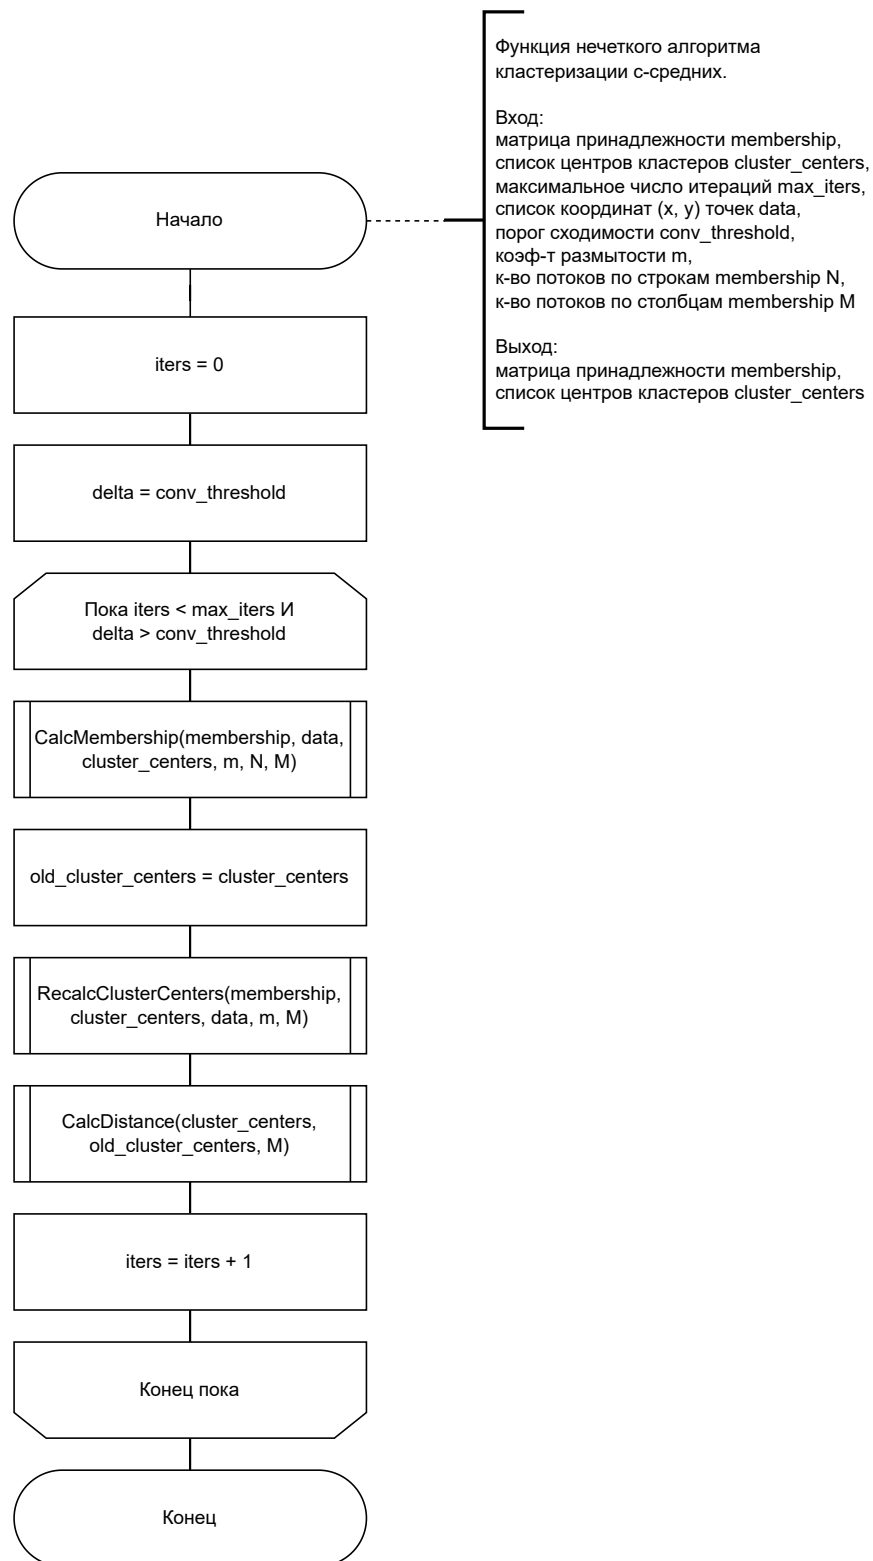 Функция нечеткого алгоритма
кластеризации c-средних.
Вход:
матрица принадлежности membership,
список центров кластеров cluster_centers,
максимальное число итераций max_iters,
список координат (x, y) точек data,
порог сходимости conv_threshold,
коэф-т размытости m,
к-во потоков по строкам membership N,
к-во потоков по столбцам membership M
Выход:
матрица принадлежности membership,
список центров кластеров cluster_centers
Начало
iters = 0
delta = conv_threshold
Пока iters < max_iters И
delta > conv_threshold
CalcMembership(membership, data,
cluster_centers, m, N, M)
old_cluster_centers = cluster_centers
RecalcClusterCenters(membership,
cluster_centers, data, m, M)
CalcDistance(cluster_centers,
old_cluster_centers, M)
iters = iters + 1
Конец пока
Конец